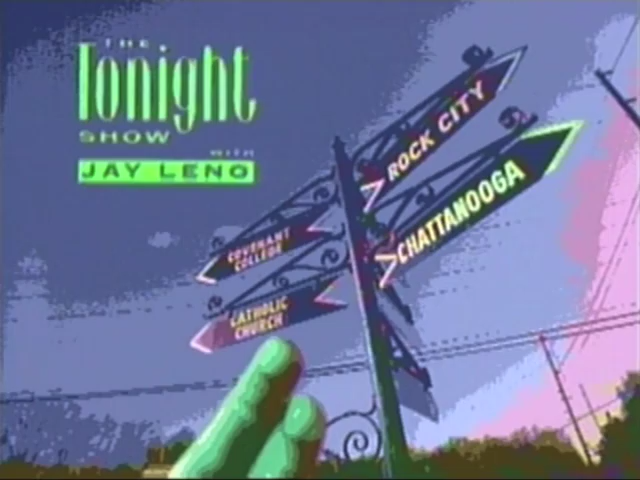 THE
Tonight
SHOW
WITH
JAY LENO
ROCK CITY
CHATTANOOGA
COVENANT
COLLEGE
CATHOLIC
CHURCH